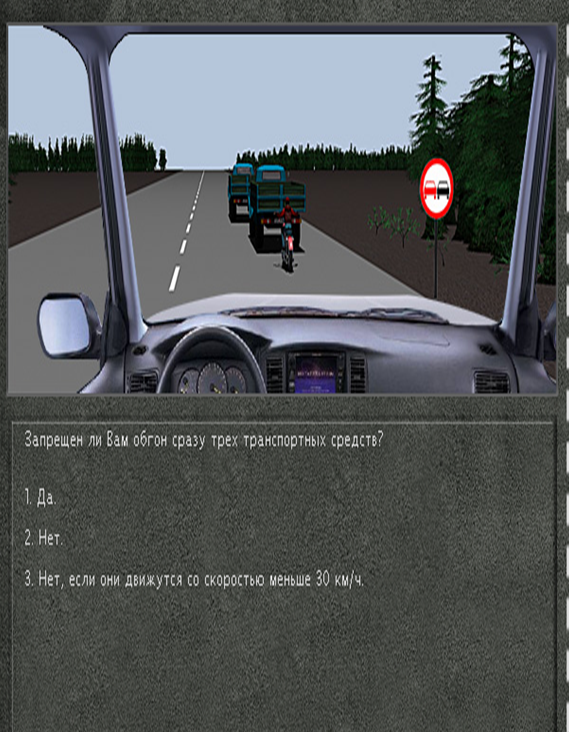 Запрещен ли Вам обгон сразу трех транспортных средств?
1. Да.
2. Нет.
3. Нет, если они движутся со скоростью меньше 30 км/ч.